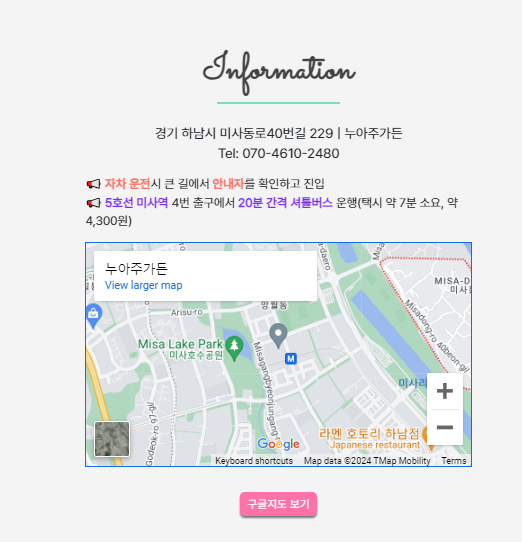 Information
경기 하남시 미사동로40번길 229 | 누아주가든
Tel: 070-4610-2480
📢 자차 운전시 큰 길에서 안내자를 확인하고 진입
📢 5호선 미사역 4번 출구에서 20분 간격 셔틀버스 운행(택시 약 7분 소요, 약
4,300원)
누아주가든
View larger map
MISA-D
Arisu-ro
Misadong-ro 40beon-gil
Misa Lake Park
미사호수공원
M
Misagangbyeonjungang-r
미사리
Godeok-ro
라멘 호토리 하남점
Japanese restaurant
Google
Keyboard shortcuts Map data ©2024 TMap Mobility Terms
구글지도 보기